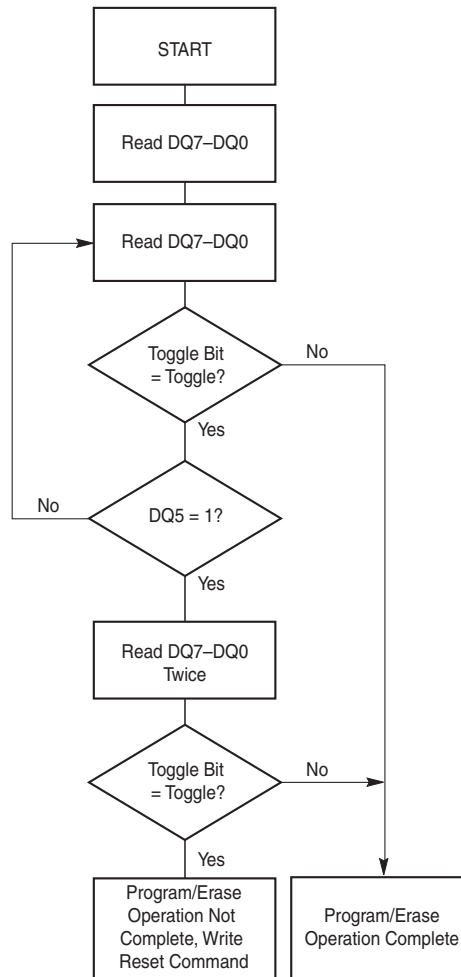 START
Read DQ7–DQ0
Read DQ7–DQ0
Toggle Bit
= Toggle?
No
Yes
No
DQ5 = 1?
Yes
Read DQ7–DQ0
Twice
Toggle Bit
= Toggle?
No
Yes
Program/Erase
Operation Not
Complete, Write
Reset Command
Program/Erase
Operation Complete